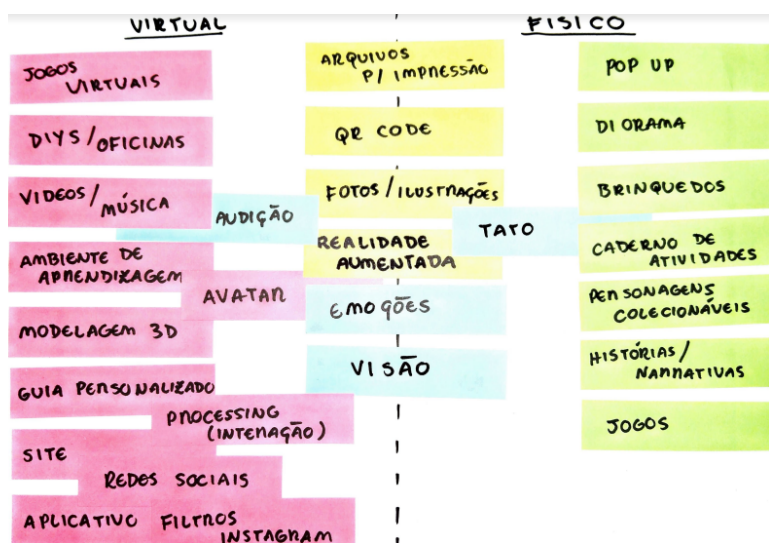 VIRTUAL
FISICO
JOGOS
VIRTUAIS
DIYS/OFICINAS
VIDEOS/
MÚSICA
AUDIÇÃO
AMBIENTE DE
APRENDIZAGEM
AVATAR
MODELAGEM 3D
GUIA PERSONALIZADO
PROCESSING
(INTERAÇÃO)
SITE
REDES SOCIAIS
APLICATIVO
FILTROS
INSTAGRAM
ARQUIVOS
P/ IMPRESSÃO
QR CODE
FOTOS/ILUSTRAÇÕES
REALIDADE
AUMENTADA
EMOÇÕES
VISÃO
TATO
POP UP
DIORAMA
BRINQUEDOS
CADERNO DE
ATIVIDADES
PERSONAGENS
COLECIONÁVEIS
HISTÓRIAS/
NARRATIVAS
JOGOS